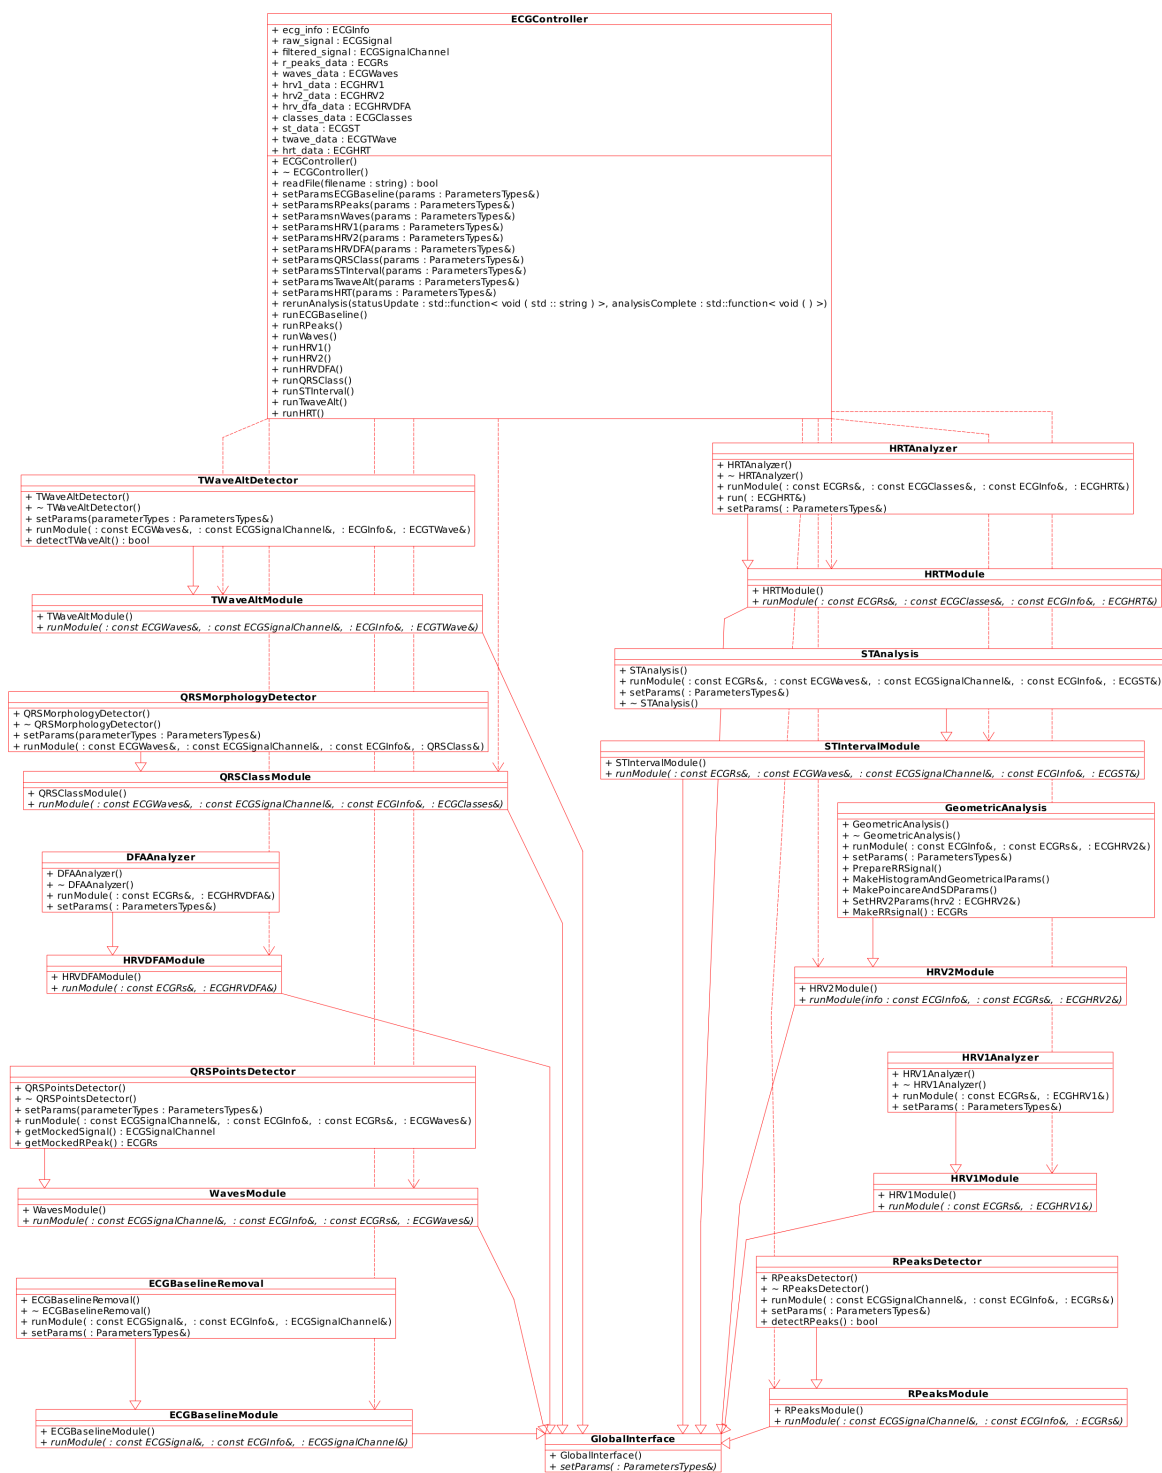 ECGController
+ ecg_info : ECGInfo
+ raw_signal : ECGSignal
+ filtered_signal : ECGSignalChannel
+ r_peaks_data : ECGRs
+ waves_data : ECGWaves
+ hrv1_data : ECGHRV1
+ hrv2_data : ECGHRV2
+ hrv_dfa_data : ECGHRVDFA
+ classes_data : ECGClasses
+ st_data : ECGST
+ twave_data : ECGTWave
+ hrt_data : ECGHRT
+ ECGController()
+ ~ ECGController()
+ readFile(filename : string) : bool
+ setParamsECGBaseline(params : ParametersTypes&)
+ setParamsRPeaks(params : ParametersTypes&)
+ setParamsnWaves(params : ParametersTypes&)
+ setParamsHRV1(params : ParametersTypes&)
+ setParamsHRV2(params : ParametersTypes&)
+ setParamsHRVDFA(params : ParametersTypes&)
+ setParamsQRSClass(params : ParametersTypes&)
+ setParamsSTInterval(params : ParametersTypes&)
+ setParamsTwaveAlt(params : ParametersTypes&)
+ setParamsHRT(params : ParametersTypes&)
+ rerunAnalysis(statusUpdate : std::function< void ( std :: string ) >, analysisComplete : std::function< void ( ) >)
+ runECGBaseline()
+ runRPeaks()
+ runWaves()
+ runHRV1()
+ runHRV2()
+ runHRVDFA()
+ runQRSClass()
+ runSTInterval()
+ runTwaveAlt()
+ runHRT()
TWaveAltDetector
+ TWaveAltDetector()
+ ~ TWaveAltDetector()
+ setParams(parameterTypes : ParametersTypes&)
+ runModule( : const ECGWaves&,  : const ECGSignalChannel&,  : ECGInfo&,  : ECGTWave&)
+ detectTWaveAlt() : bool
TWaveAltModule
+ TWaveAltModule()
+ runModule( : const ECGWaves&,  : const ECGSignalChannel&,  : ECGInfo&,  : ECGTWave&)
QRSMorphologyDetector
+ QRSMorphologyDetector()
+ ~ QRSMorphologyDetector()
+ setParams(parameterTypes : ParametersTypes&)
+ runModule( : const ECGWaves&,  : const ECGSignalChannel&,  : const ECGInfo&,  : QRSClass&)
QRSClassModule
+ QRSClassModule()
+ runModule( : const ECGWaves&,  : const ECGSignalChannel&,  : const ECGInfo&,  : ECGClasses&)
DFAAnalyzer
+ DFAAnalyzer()
+ ~ DFAAnalyzer()
+ runModule( : const ECGRs&,  : ECGHRVDFA&)
+ setParams( : ParametersTypes&)
HRVDFAModule
+ HRVDFAModule()
+ runModule( : const ECGRs&,  : ECGHRVDFA&)
QRSPointsDetector
+ QRSPointsDetector()
+ ~ QRSPointsDetector()
+ setParams(parameterTypes : ParametersTypes&)
+ runModule( : const ECGSignalChannel&,  : const ECGInfo&,  : const ECGRs&,  : ECGWaves&)
+ getMockedSignal() : ECGSignalChannel
+ getMockedRPeak() : ECGRs
WavesModule
+ WavesModule()
+ runModule( : const ECGSignalChannel&,  : const ECGInfo&,  : const ECGRs&,  : ECGWaves&)
ECGBaselineRemoval
+ ECGBaselineRemoval()
+ ~ ECGBaselineRemoval()
+ runModule( : const ECGSignal&,  : const ECGInfo&,  : ECGSignalChannel&)
+ setParams( : ParametersTypes&)
ECGBaselineModule
+ ECGBaselineModule()
+ runModule( : const ECGSignal&,  : const ECGInfo&,  : ECGSignalChannel&)
HRTAnalyzer
+ HRTAnalyzer()
+ ~ HRTAnalyzer()
+ runModule( : const ECGRs&,  : const ECGClasses&,  : const ECGInfo&,  : ECGHRT&)
+ run( : ECGHRT&)
+ setParams( : ParametersTypes&)
HRTModule
+ HRTModule()
+ runModule( : const ECGRs&,  : const ECGClasses&,  : const ECGInfo&,  : ECGHRT&)
STAnalysis
+ STAnalysis()
+ runModule( : const ECGRs&,  : const ECGWaves&,  : const ECGSignalChannel&,  : const ECGInfo&,  : ECGST&)
+ setParams( : ParametersTypes&)
+ ~ STAnalysis()
STIntervalModule
+ STIntervalModule()
+ runModule( : const ECGRs&,  : const ECGWaves&,  : const ECGSignalChannel&,  : const ECGInfo&,  : ECGST&)
GeometricAnalysis
+ GeometricAnalysis()
+ ~ GeometricAnalysis()
+ runModule( : const ECGInfo&,  : const ECGRs&,  : ECGHRV2&)
+ setParams( : ParametersTypes&)
+ PrepareRRSignal()
+ MakeHistogramAndGeometricalParams()
+ MakePoincareAndSDParams()
+ SetHRV2Params(hrv2 : ECGHRV2&)
+ MakeRRsignal() : ECGRs
HRV2Module
+ HRV2Module()
+ runModule(info : const ECGInfo&,  : const ECGRs&,  : ECGHRV2&)
HRV1Analyzer
+ HRV1Analyzer()
+ ~ HRV1Analyzer()
+ runModule( : const ECGRs&,  : ECGHRV1&)
+ setParams( : ParametersTypes&)
HRV1Module
+ HRV1Module()
+ runModule( : const ECGRs&,  : ECGHRV1&)
RPeaksDetector
+ RPeaksDetector()
+ ~ RPeaksDetector()
+ runModule( : const ECGSignalChannel&,  : const ECGInfo&,  : ECGRs&)
+ setParams( : ParametersTypes&)
+ detectRPeaks() : bool
RPeaksModule
+ RPeaksModule()
+ runModule( : const ECGSignalChannel&,  : const ECGInfo&,  : ECGRs&)
GlobalInterface
+ GlobalInterface()
+ setParams( : ParametersTypes&)